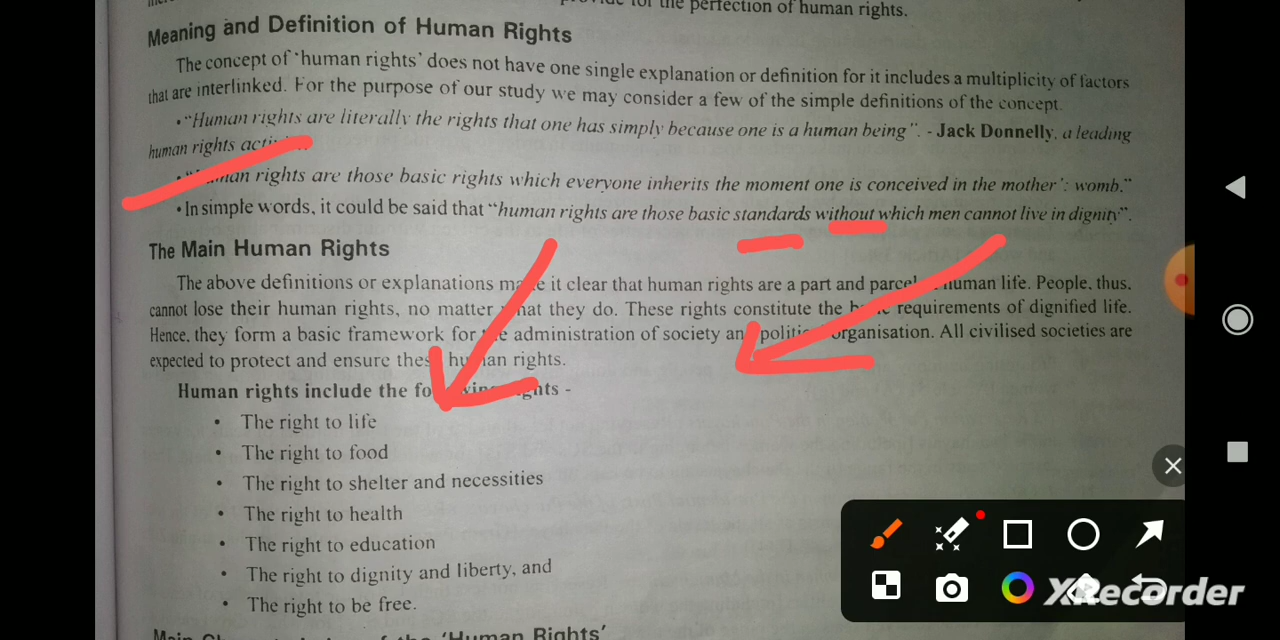 for the perfection of human rights.
Meaning and Definition of Human Rights
The concept of 'human rights' does not have one single explanation or definition for it includes a multiplicity of factors
that are interlinked. For the purpose of our study we may consider a few of the simple definitions of the concept.
• "Human rights are literally the rights that one has simply because one is a human being". - Jack Donnelly, a leading
human rights
rights are those basic rights which everyone inherits the moment one is conceived in the mother's womb."
• In simple words, it could be said that "human rights are those basic standards without which men cannot live in dignity".
The Main Human Rights
The above definitions or explanations make it clear that human rights are a part and parcel human life. People, thus,
cannot lose their human rights, no matter what they do. These rights constitute the requirements of dignified life.
Hence, they form a basic framework for the administration of society and organisation. All civilised societies are
expected to protect and ensure these human rights.
Human rights include the -
• The right to life
• The right to food
• The right to shelter and necessities
• The right to health
• The right to education
• The right to dignity and liberty, and
• The right to be free.
of the 'Human Rights'
XRecorder